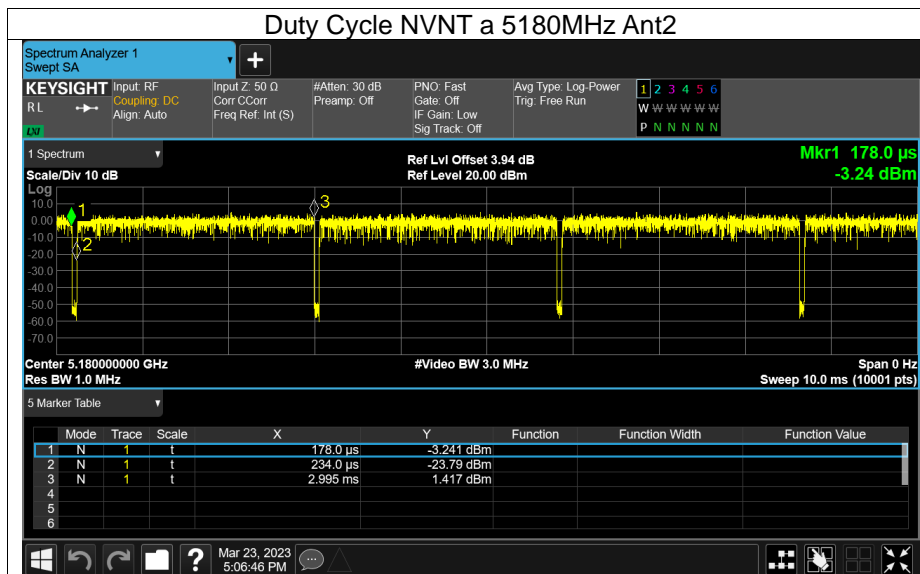 Duty Cycle NVNT a 5180MHz Ant2
Spectrum Analyzer 1
Swept SA
+
KEYSIGHT Input: RF Input Z: 50 Ω #Atten: 30 dB PNO: Fast Avg Type: Log-Power 1 2 3 4 5 6
R L Coupling: DC Corr CCorr Preamp: Off Gate: Off Trig: Free Run W W W W W W
Align: Auto Freq Ref: Int (S) IF Gain: Low
LXI Sig Track: Off P N N N N N
1 Spectrum Ref Lvl Offset 3.94 dB Mkr1 178.0 µs
Scale/Div 10 dB Ref Level 20.00 dBm -3.24 dBm
Log
10.0 1 3
0.00
-10.0 2
-20.0
-30.0
-40.0
-50.0
-60.0
-70.0
Center 5.180000000 GHz #Video BW 3.0 MHz Span 0 Hz
Res BW 1.0 MHz Sweep 10.0 ms (10001 pts)
5 Marker Table
Mode Trace Scale X Y Function Function Width Function Value
1 N 1 t 178.0 µs -3.241 dBm
2 N 1 t 234.0 µs -23.79 dBm
3 N 1 t 2.995 ms 1.417 dBm
4
5
6
? Mar 23, 2023
5:06:46 PM